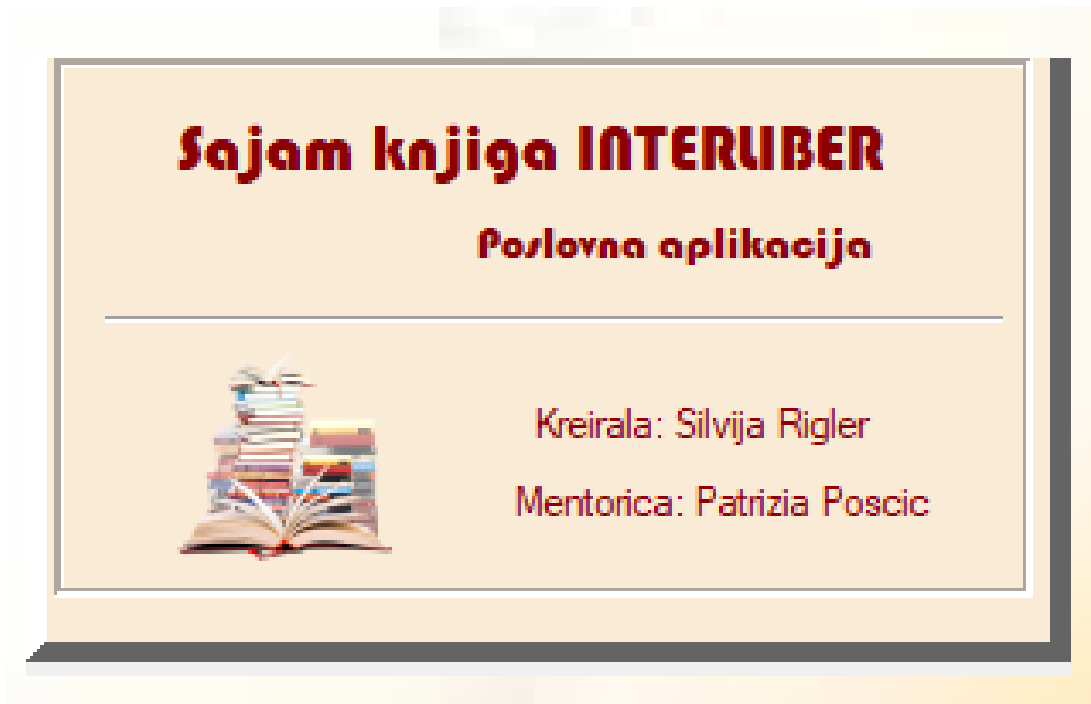 Sajam knjiga INTERLIBER
Poslovna aplikacija
Kreirala: Silvija Rigler
Mentorica: Patrizia Poscic